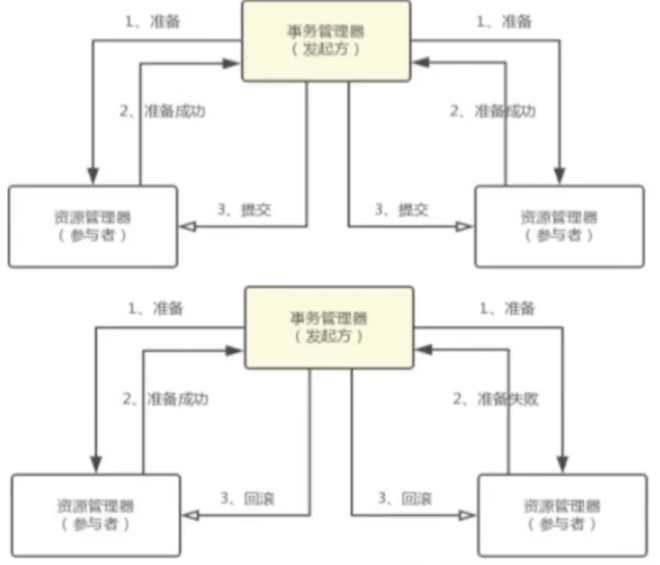 1、准备
事务管理器
（发起方）
1、准备
2、准备成功
2、准备成功
资源管理器
（参与者）
3、提交
3、提交
资源管理器
（参与者）
1、准备
事务管理器
（发起方）
1、准备
2、准备成功
2、准备失败
资源管理器
（参与者）
3、回滚
3、回滚
资源管理器
（参与者）